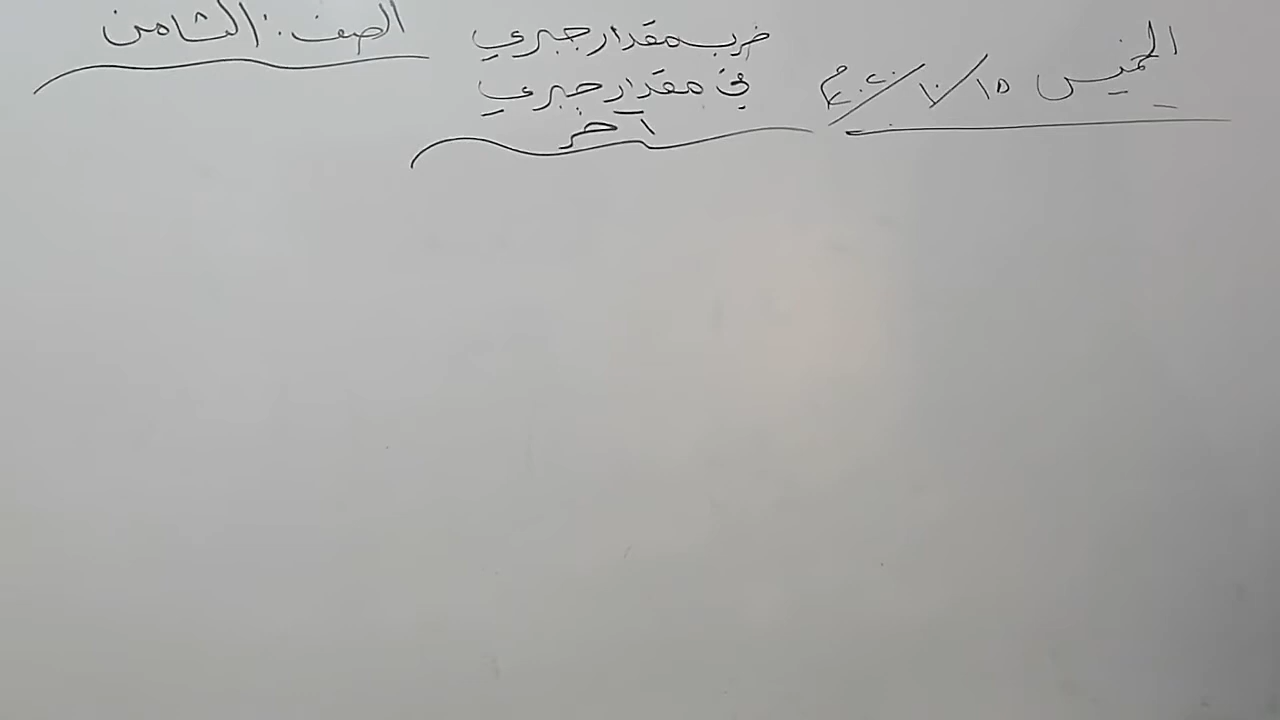 الخميس ١٥/١٠/٢٠٢٠م
ضرب مقدار جبري
في مقدار جبري
آخر
الصف: الثامن